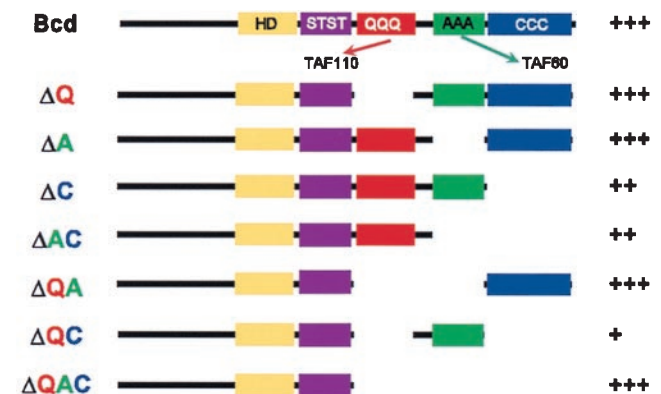 Bcd HD STST QQQ AAA CCC +++
TAF110 TAF60
ΔQ +++
ΔA +++
ΔC ++
ΔAC ++
ΔQA +++
ΔQC +
ΔQAC +++